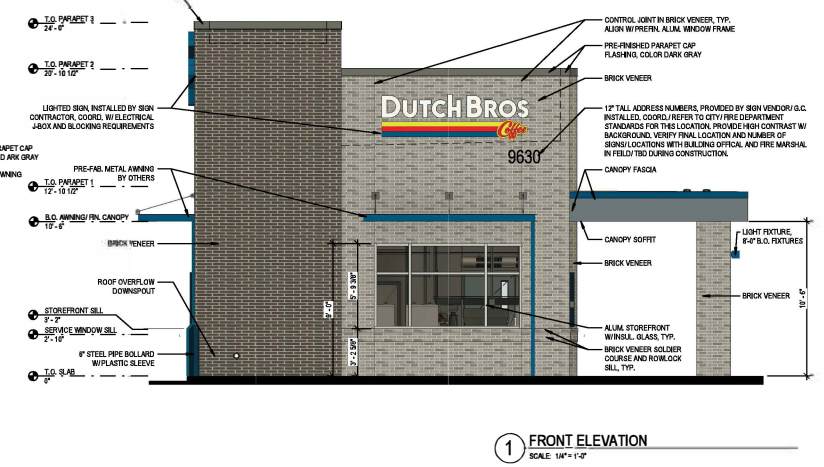 T.O. PARAPET 3
24' - 0"
T.O. PARAPET 2
20' - 10 1/2"
LIGHTED SIGN, INSTALLED BY SIGN
CONTRACTOR, COORD, W/ ELECTRICAL
J-BOX AND BLOCKING REQUIREMENTS
PRE-FAB. METAL AWNING
BY OTHERS
T.O. PARAPET 1
12' - 10 1/2"
B.O. AWNING/ FIN. CANOPY
10' - 6"
BRICK VENEER
ROOF OVERFLOW
DOWNSPOUT
STOREFRONT SILL
3' - 2"
SERVICE WINDOW SILL
2' - 10"
6" STEEL PIPE BOLLARD
W/ PLASTIC SLEEVE
T.O. SLAB
0"
PARAPET CAP
D ARK GRAY
WNING
DUTCH BROS
Coffee
9630
9' - 0"
5' - 9 3/8"
3' - 2 5/8"
CONTROL JOINT IN BRICK VENEER, TYP.
ALIGN W/ PREFIN. ALUM. WINDOW FRAME
PRE-FINISHED PARAPET CAP
FLASHING, COLOR DARK GRAY
BRICK VENEER
12" TALL ADDRESS NUMBERS, PROVIDED BY SIGN VENDOR/ G.C.
INSTALLED, COORD./ REFER TO CITY/ FIRE DEPARTMENT
STANDARDS FOR THIS LOCATION, PROVIDE HIGH CONTRAST W/
BACKGROUND. VERIFY FINAL LOCATION AND NUMBER OF
SIGNS/ LOCATIONS WITH BUILDING OFFICAL AND FIRE MARSHAL
IN FEILD/ TBD DURING CONSTRUCTION.
CANOPY FASCIA
CANOPY SOFFIT
LIGHT FIXTURE,
8'-0" B.O. FIXTURES
BRICK VENEER
BRICK VENEER
10' - 6"
ALUM. STOREFRONT
W/ INSUL. GLASS, TYP.
BRICK VENEER SOLDIER
COURSE AND ROWLOCK
SILL, TYP.
1
FRONT ELEVATION
SCALE: 1/4" = 1'-0"